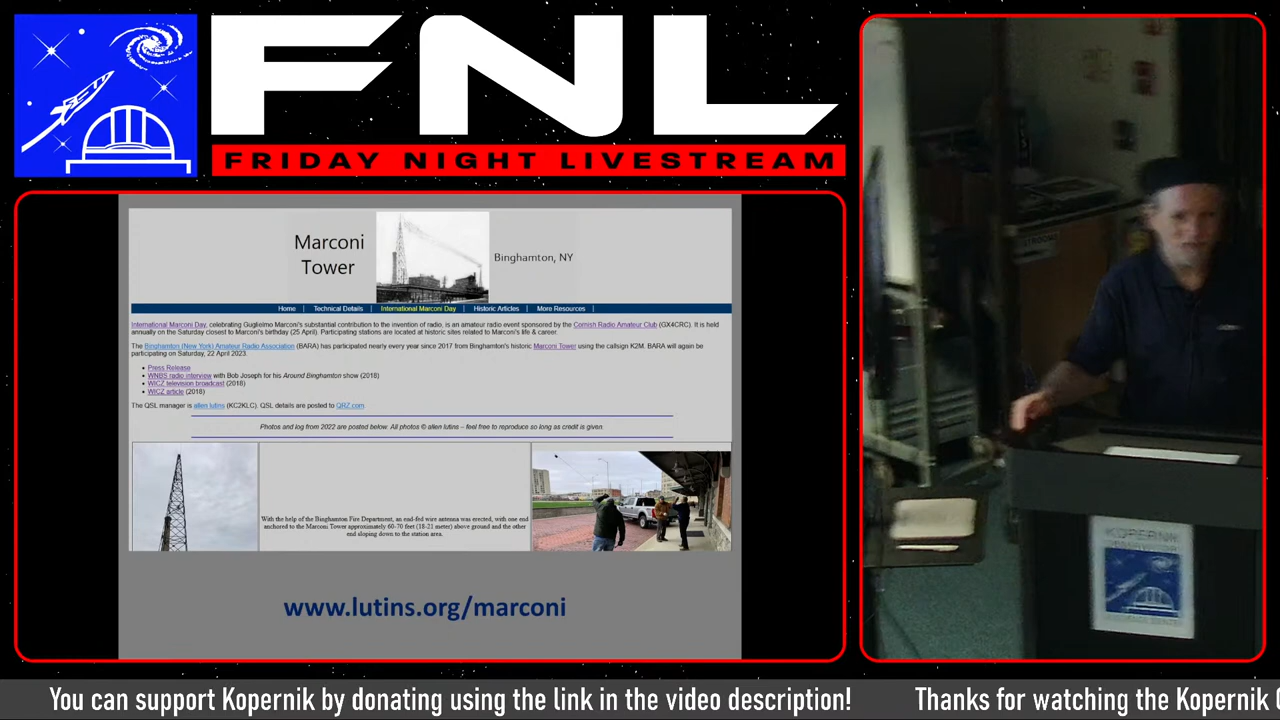 FNL
FRIDAY NIGHT LIVESTREAM
Marconi
Tower
Binghamton, NY
Home | Technical Details | International Marconi Day | Historic Articles | More Resources |
International Marconi Day, celebrating Guglielmo Marconi's substantial contribution to the invention of radio, is an amateur radio event sponsored by the Cornish Radio Amateur Club (GX4CRC). It is held
annually on the Saturday closest to Marconi's birthday (25 April). Participating stations are located at historic sites related to Marconi's life & career.
The Binghamton (New York) Amateur Radio Association (BARA) has participated nearly every year since 2017 from Binghamton's historic Marconi Tower using the callsign K2M. BARA will again be
participating on Saturday, 22 April 2023.
• Press Release
• WNBS radio interview with Bob Joseph for his Around Binghamton show (2018)
• WICZ television broadcast (2018)
• WICZ article (2018)
The QSL manager is allen lutins (KC2KLC). QSL details are posted to QRZ.com.
Photos and log from 2022 are posted below. All photos © allen lutins – feel free to reproduce so long as credit is given.
With the help of the Binghamton Fire Department, an end-fed wire antenna was erected, with one end
anchored to the Marconi Tower approximately 60-70 feet (18-21 meter) above ground and the other
end sloping down to the station area.
www.lutins.org/marconi
KOPERNIK
You can support Kopernik by donating using the link in the video description!
Thanks for watching the Kopernik